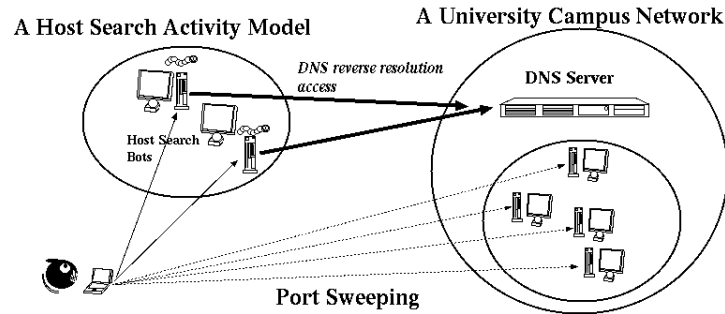 A Host Search Activity Model
A University Campus Network
DNS reverse resolution
access
DNS Server
Host Search
Bots
Port Sweeping